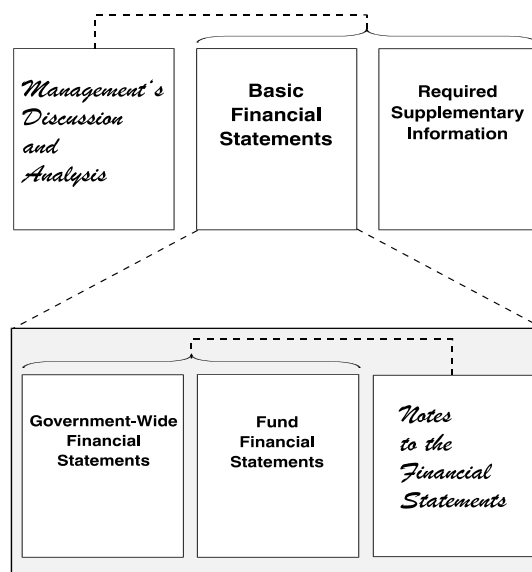 Management's
Discussion
and
Analysis
Basic
Financial
Statements
Required
Supplementary
Information
Government-Wide
Financial
Statements
Fund
Financial
Statements
Notes
to the
Financial
Statements